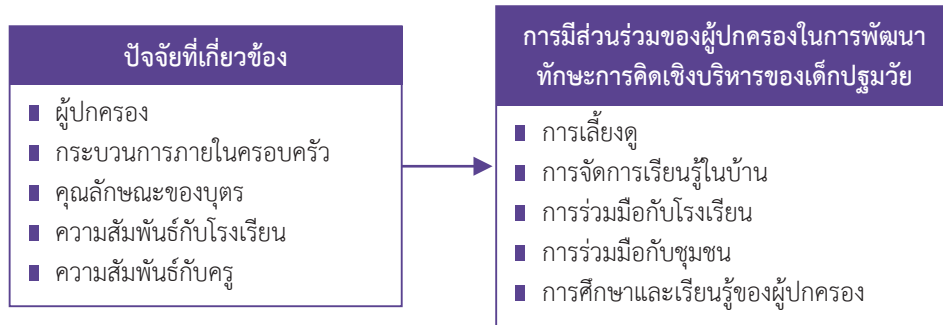 ปัจจัยที่เกี่ยวข้อง
ผู้ปกครอง
กระบวนการภายในครอบครัว
คุณลักษณะของบุตร
ความสัมพันธ์กับโรงเรียน
ความสัมพันธ์กับครู
การมีส่วนร่วมของผู้ปกครองในการพัฒนา
ทักษะการคิดเชิงบริหารของเด็กปฐมวัย
การเลี้ยงดู
การจัดการเรียนรู้ในบ้าน
การร่วมมือกับโรงเรียน
การร่วมมือกับชุมชน
การศึกษาและเรียนรู้ของผู้ปกครอง